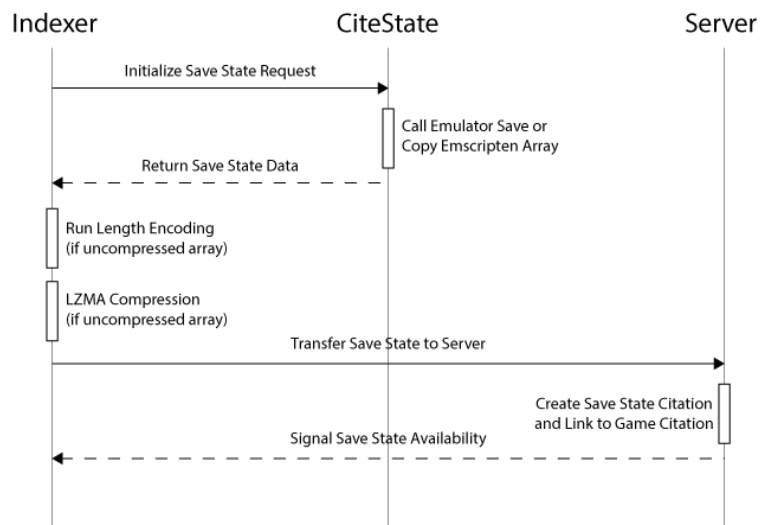 Indexer
CiteState
Server
Initialize Save State Request
Call Emulator Save or
Copy Emscripten Array
Return Save State Data
Run Length Encoding
(if uncompressed array)
LZMA Compression
(if uncompressed array)
Transfer Save State to Server
Create Save State Citation
and Link to Game Citation
Signal Save State Availability